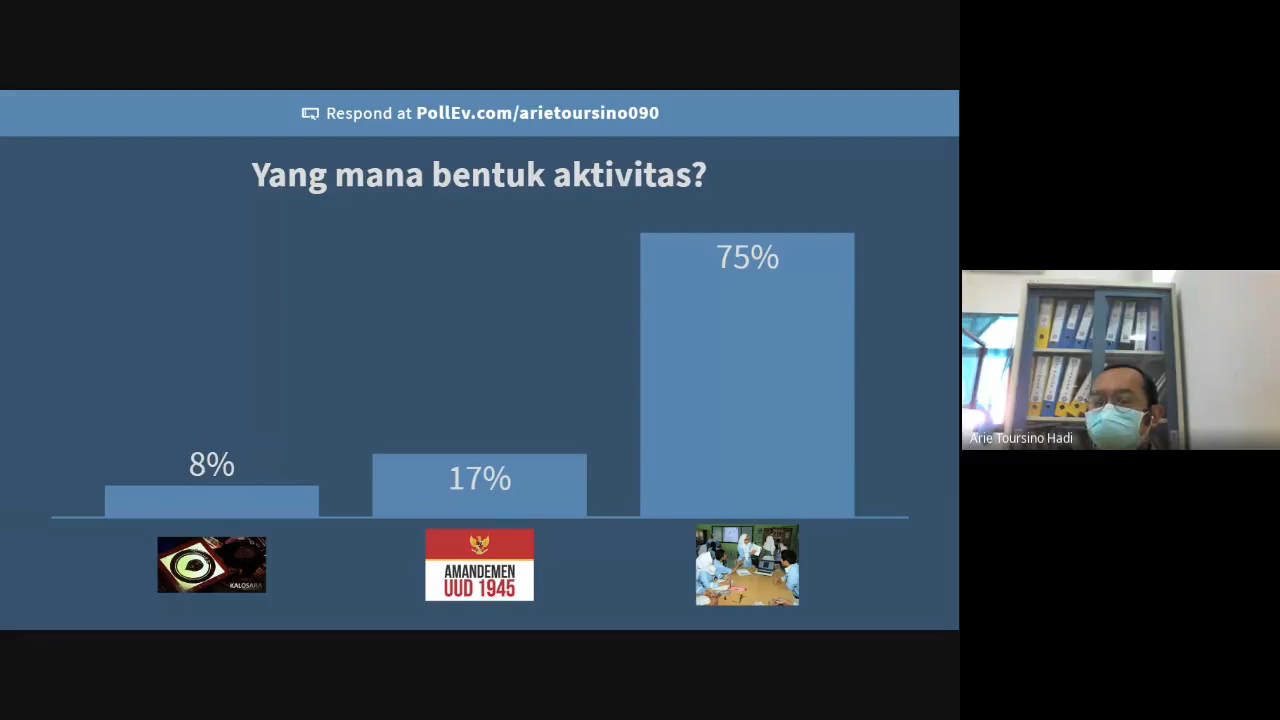 Respond at PollEv.com/arietoursino090
Yang mana bentuk aktivitas?
8%
17%
75%
KALOSARA
AMANDEMEN
UUD 1945
Arie Toursino Hadi